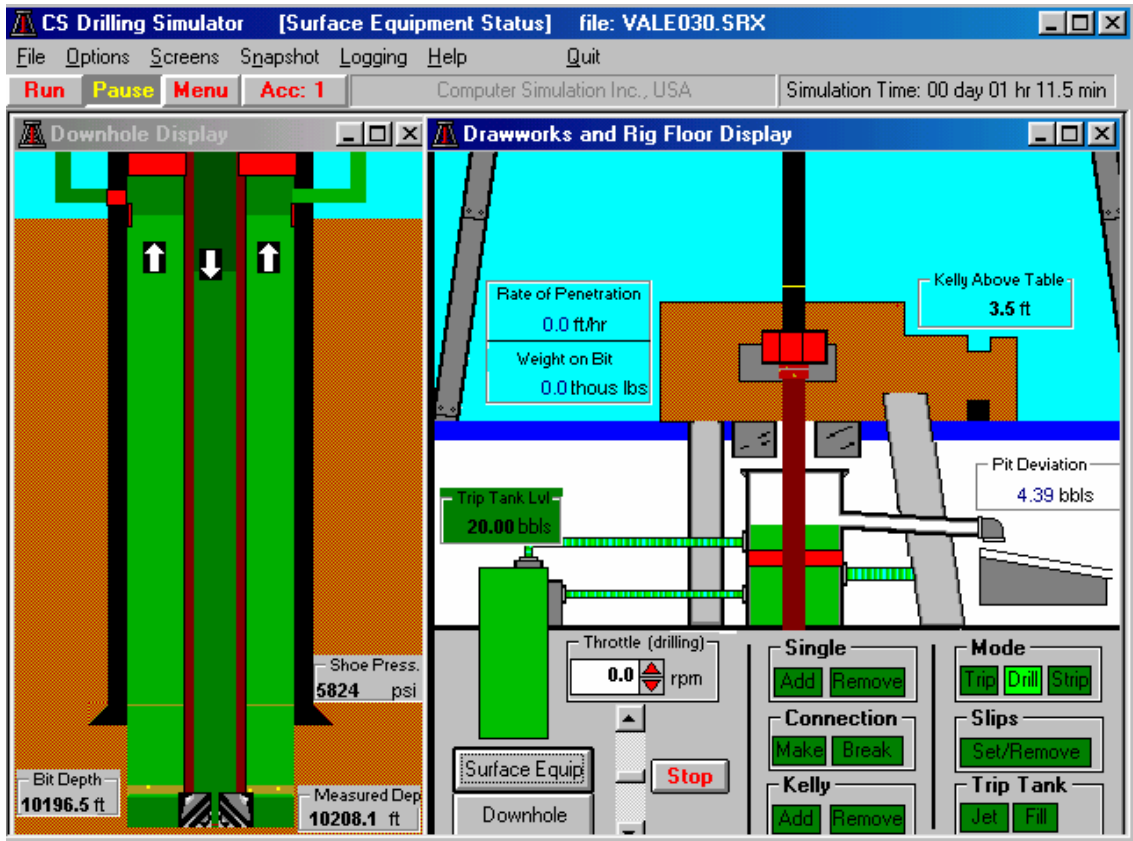 CS Drilling Simulator [Surface Equipment Status] file: VALE030.SRX
File Options Screens Snapshot Logging Help Quit
Run Pause Menu Acc: 1 Computer Simulation Inc., USA Simulation Time: 00 day 01 hr 11.5 min
Downhole Display
Shoe Press.
5824 psi
Bit Depth
10196.5 ft
Measured Dep
10208.1 ft
Drawworks and Rig Floor Display
Rate of Penetration
0.0 ft/hr
Weight on Bit
0.0 thous lbs
Kelly Above Table
3.5 ft
Pit Deviation
4.39 bbls
Trip Tank Lvl
20.00 bbls
Throttle (drilling)
0.0 rpm
Surface Equip
Downhole
Stop
Single
Add Remove
Connection
Make Break
Kelly
Add Remove
Mode
Trip Drill Strip
Slips
Set/Remove
Trip Tank
Jet Fill